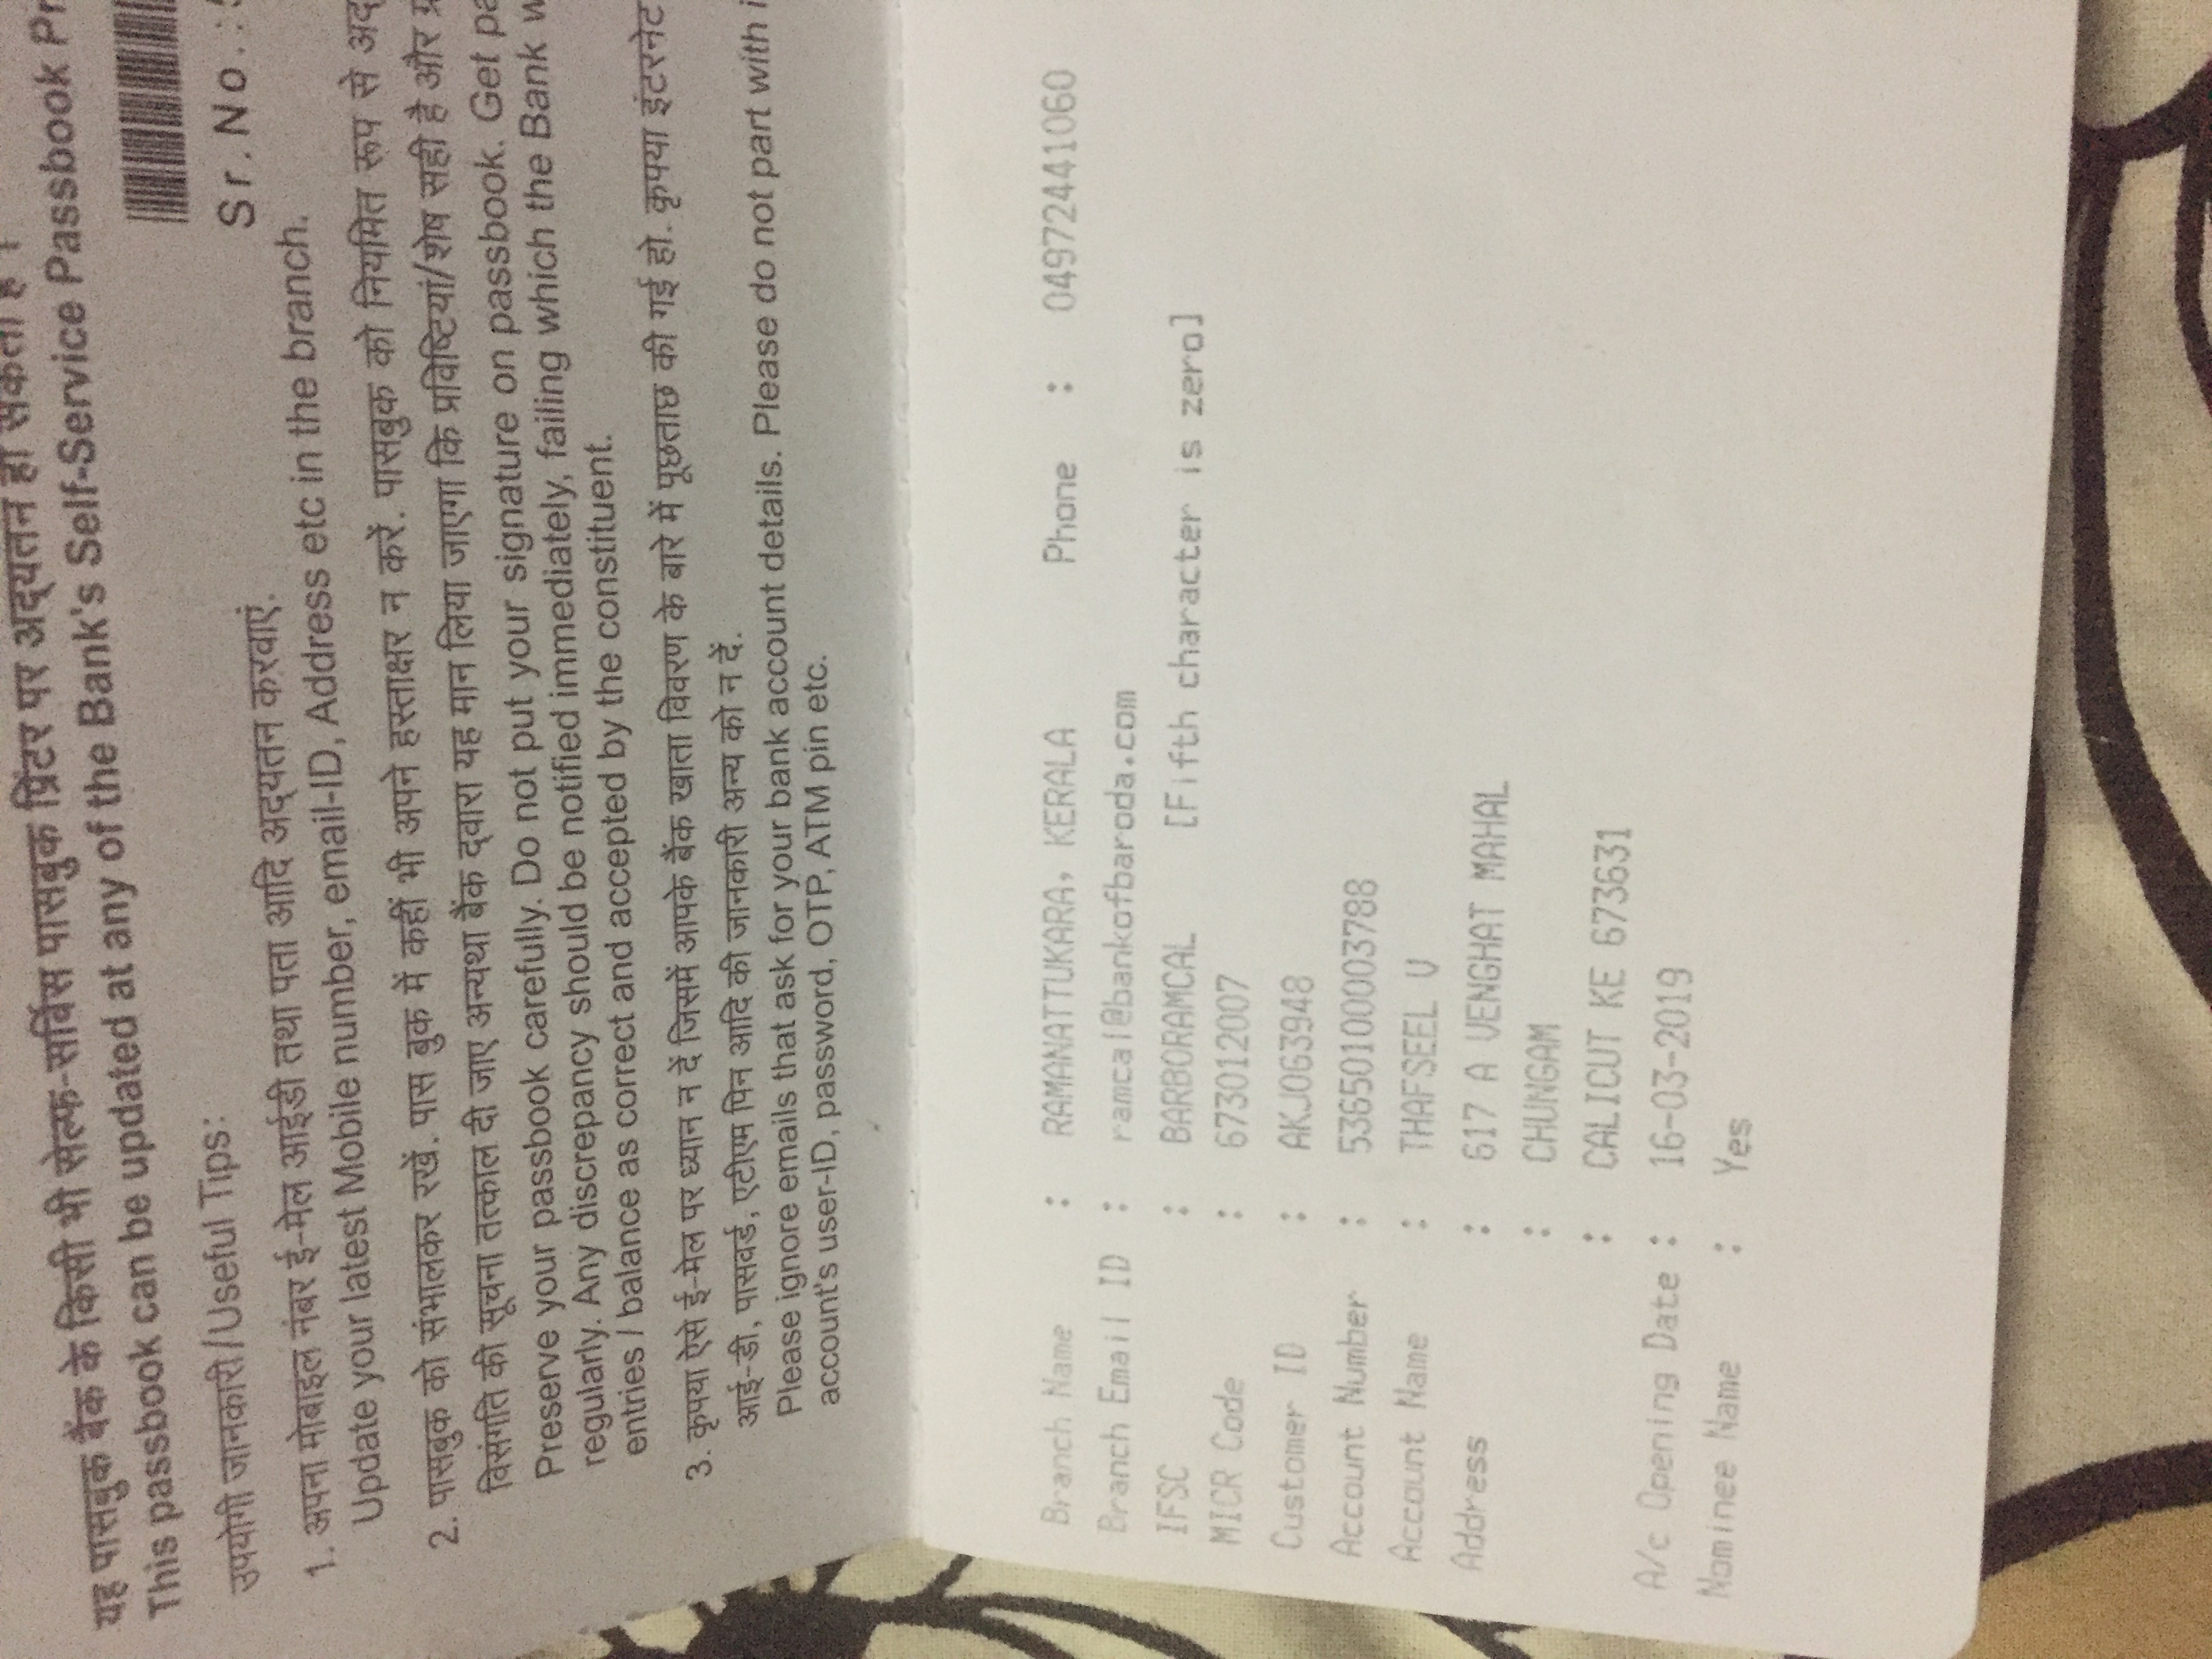 यह पासबुक बैंक के किसी भी सेल्फ-सर्विस पासबुक प्रिंटर पर अद्यतन हो सकती है।
This passbook can be updated at any of the Bank's Self-Service Passbook Pr
Sr.No.:
उपयोगी जानकारी/Useful Tips:
1. अपना मोबाइल नंबर ई-मेल आईडी तथा पता आदि अद्यतन करवाएं.
Update your latest Mobile number, email-ID, Address etc in the branch.
2. पासबुक को संभालकर रखें. पास बुक में कहीं भी अपने हस्ताक्षर न करें. पासबुक को नियमित रूप से अद्
विसंगति की सूचना तत्काल दी जाए अन्यथा बैंक द्वारा यह मान लिया जाएगा कि प्रविष्टियां/शेष सही है और
Preserve your passbook carefully. Do not put your signature on passbook. Get pa
regularly. Any discrepancy should be notified immediately, failing which the Bank w
entries / balance as correct and accepted by the constituent.
3. कृपया ऐसे ई-मेल पर ध्यान न दें जिसमें आपके बैंक खाता विवरण के बारे में पूछताछ की गई हो. कृपया इंटरनेट
आई-डी, पासवर्ड, एटीएम पिन आदि की जानकारी अन्य को न दें.
Please ignore emails that ask for your bank account details. Please do not part with i
account's user-ID, password, OTP, ATM pin etc.
Branch Name : RAMANATTUKARA, KERALA Phone : 04972441060
Branch Email ID : ramcal@bankofbaroda.com
IFSC : BARB0RAMCAL [Fifth character is zero]
MICR Code : 673012007
Customer ID : AKJ063948
Account Number : 53650100003788
Account Name : THAFSEEL V
Address : 617 A VENGHAT MAHAL
: CHUNGAM
: CALICUT KE 673631
A/c Opening Date : 16-03-2019
Nominee Name : Yes